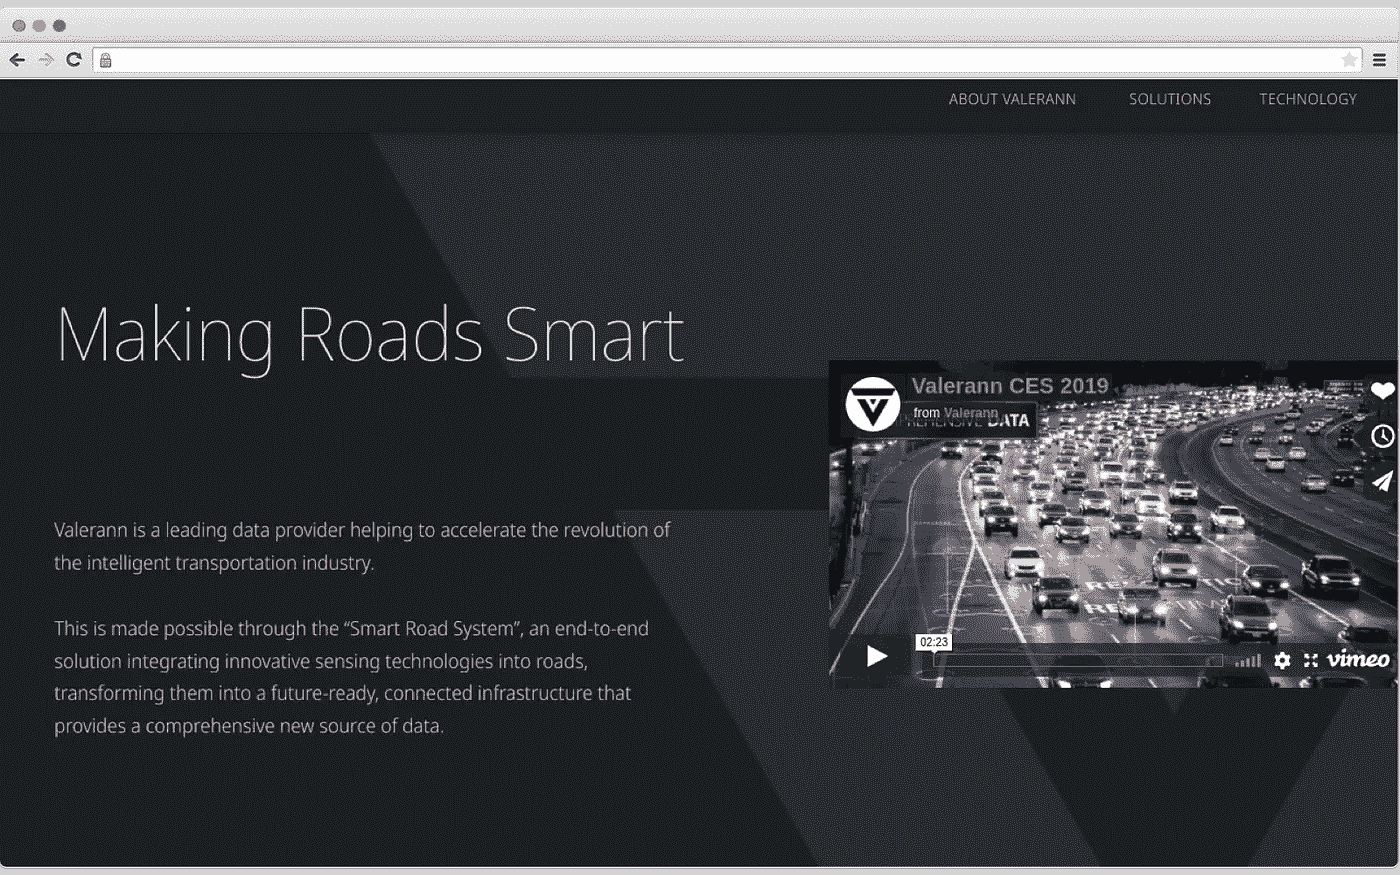 ABOUT VALERANN SOLUTIONS TECHNOLOGY
Making Roads Smart
Valerann is a leading data provider helping to accelerate the revolution of
the intelligent transportation industry.
This is made possible through the “Smart Road System”, an end-to-end
solution integrating innovative sensing technologies into roads,
transforming them into a future-ready, connected infrastructure that
provides a comprehensive new source of data.
Valerann CES 2019
from Valerann
DATA
02:23
vimeo